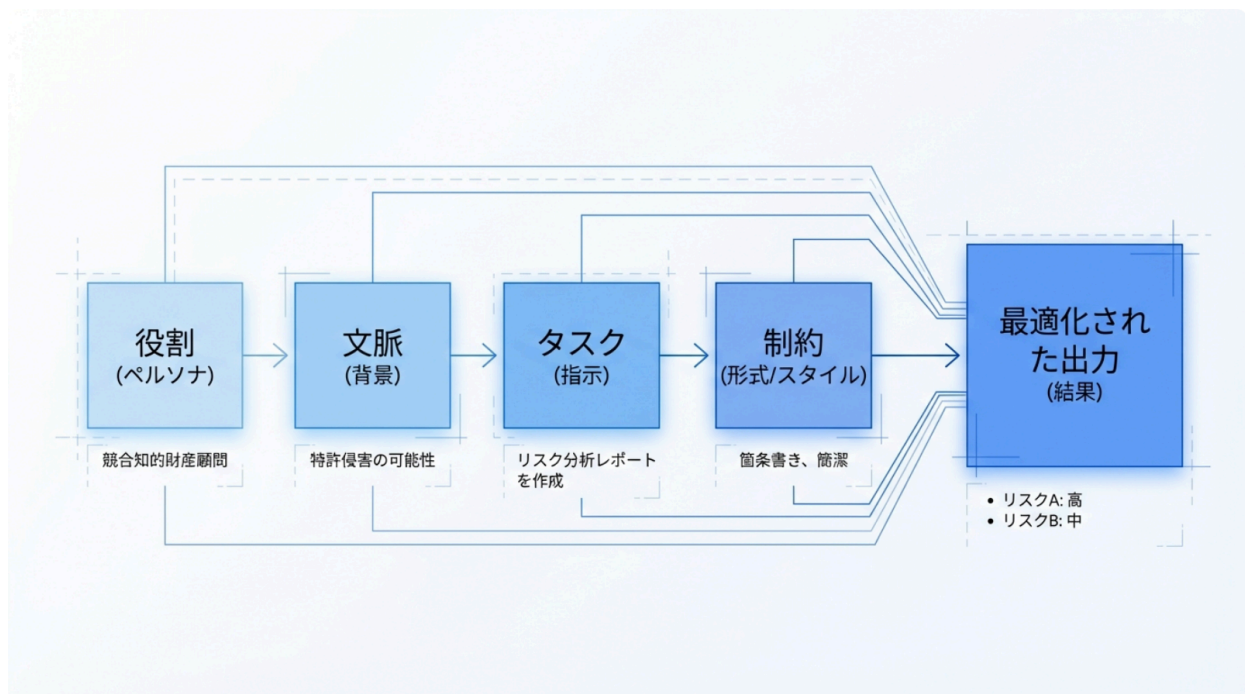 役割
(ペルソナ)
競合知的財産顧問
文脈
(背景)
特許侵害の可能性
タスク
(指示)
リスク分析レポート
を作成
制約
(形式/スタイル)
箇条書き、簡潔
最適化され
た出力
(結果)
• リスクA: 高
• リスクB: 中